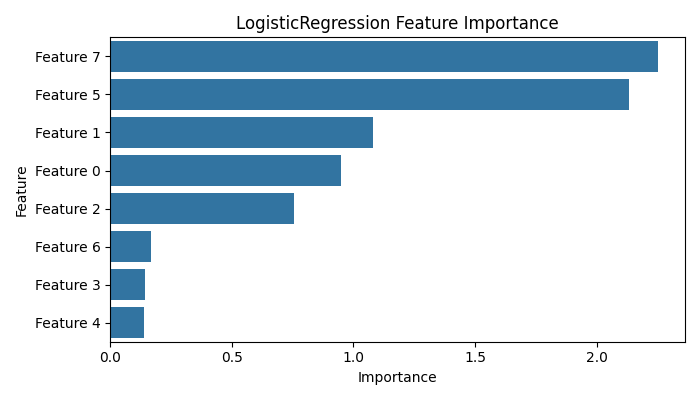 LogisticRegression Feature Importance
Feature 7
Feature 5
Feature 1
Feature 0
Feature 2
Feature 6
Feature 3
Feature 4
Feature
0.0 0.5 1.0 1.5 2.0
Importance